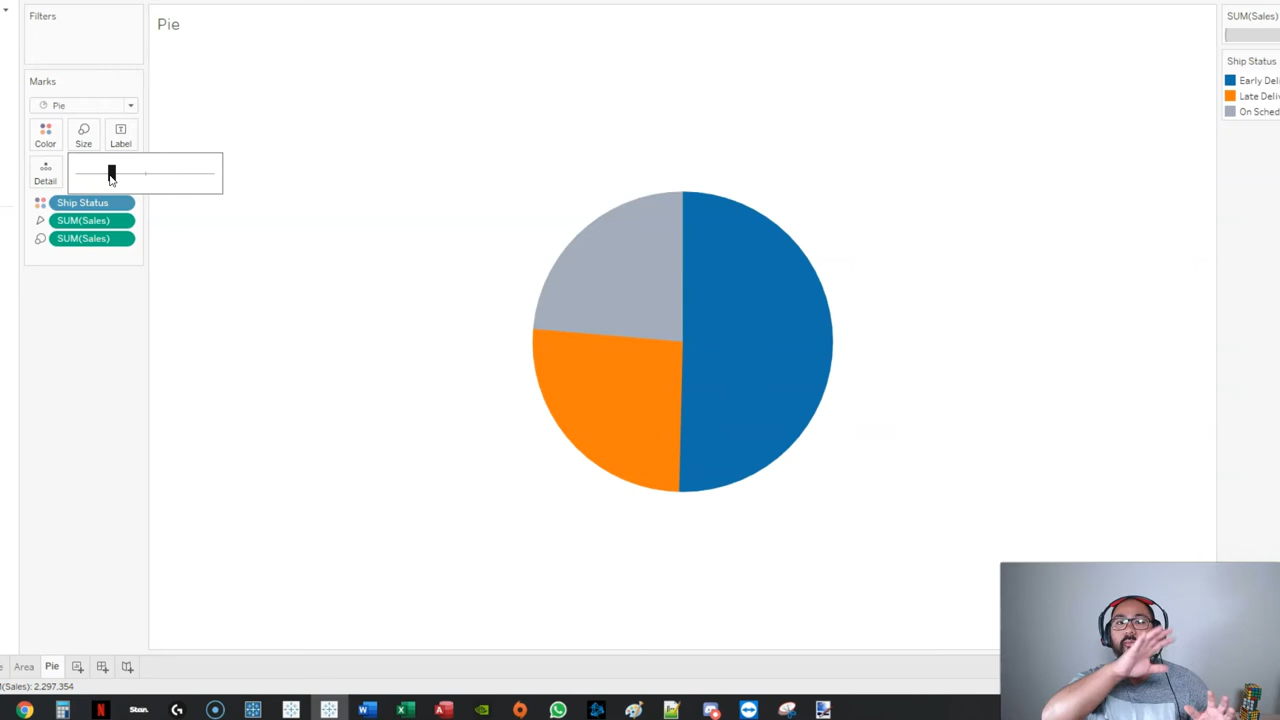 Filters
Pie
SUM(Sales)
Marks
Ship Status
Pie
Early Deli
Late Deliv
On Sched
Color
Size
Label
Detail
Ship Status
SUM(Sales)
SUM(Sales)
e
Area
Pie
M(Sales): 2,297,354
Stan.